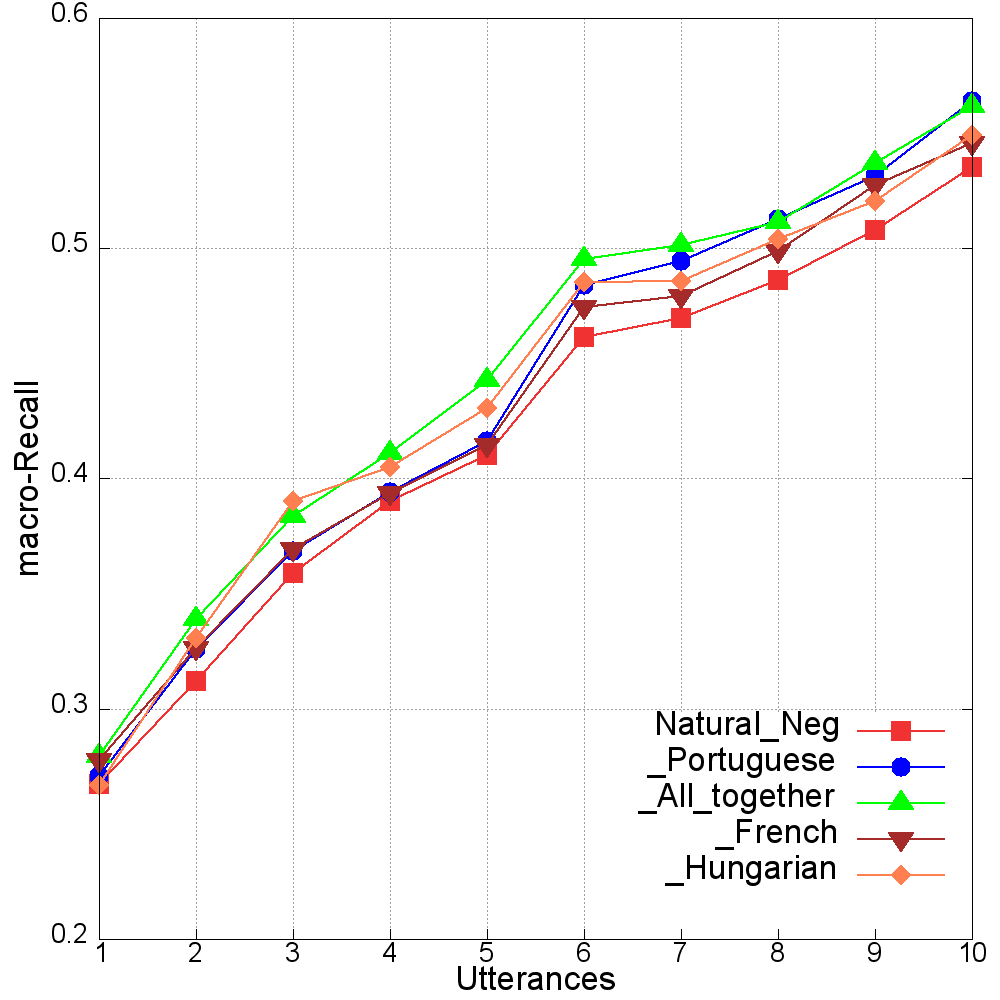 0.6
0.5
0.4
0.3
0.2
macro-Recall
1 2 3 4 5 6 7 8 9 10
Utterances
Natural_Neg
_Portuguese
_All_together
_French
_Hungarian